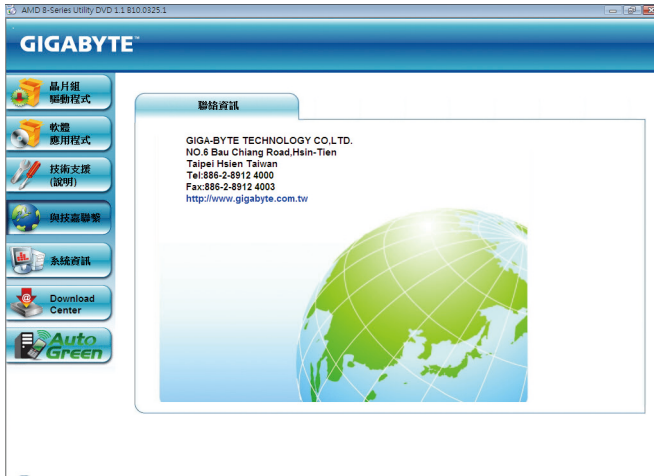 AMD 8-Series Utility DVD 1.1 B10.0325.1
GIGABYTE™
晶片組
驅動程式
軟體
應用程式
技術支援
(說明)
與技嘉聯繫
系統資訊
Download
Center
Auto
Green
聯絡資訊
GIGA-BYTE TECHNOLOGY CO,LTD.
NO.6 Bau Chiang Road,Hsin-Tien
Taipei Hsien Taiwan
Tel:886-2-8912 4000
Fax:886-2-8912 4003
http://www.gigabyte.com.tw